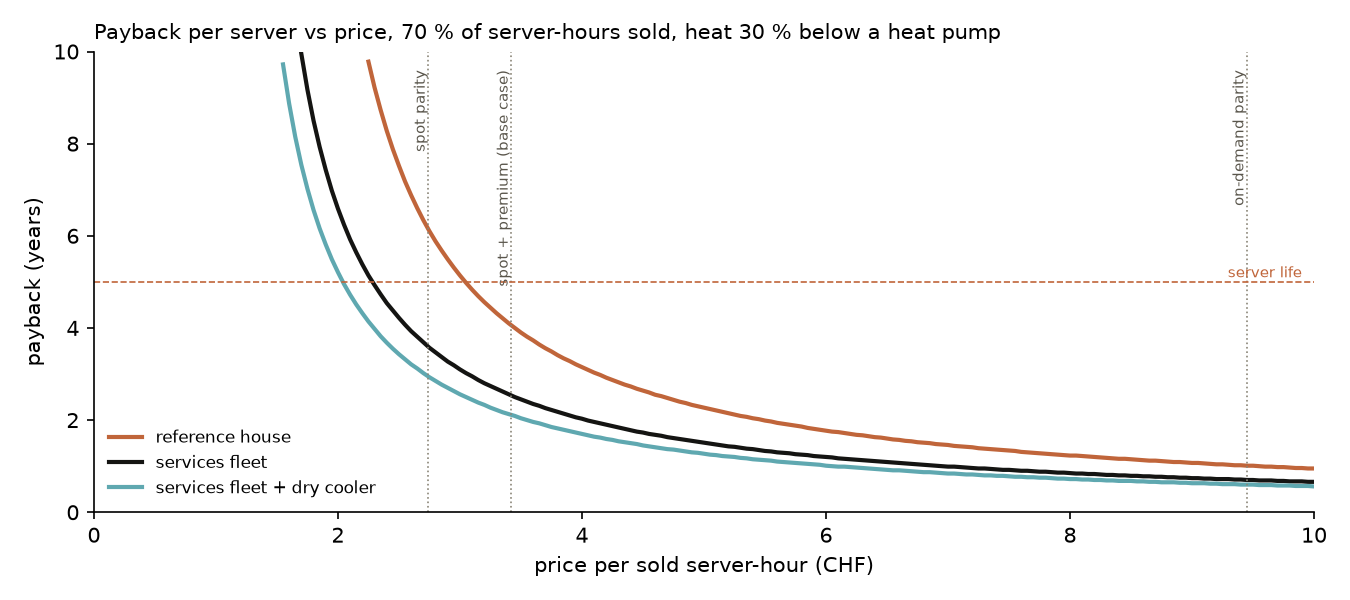 Payback per server vs price, 70 % of server-hours sold, heat 30 % below a heat pump
payback (years)
10
8
6
4
2
0
spot parity
spot + premium (base case)
on-demand parity
server life
reference house
services fleet
services fleet + dry cooler
0
2
4
6
8
10
price per sold server-hour (CHF)